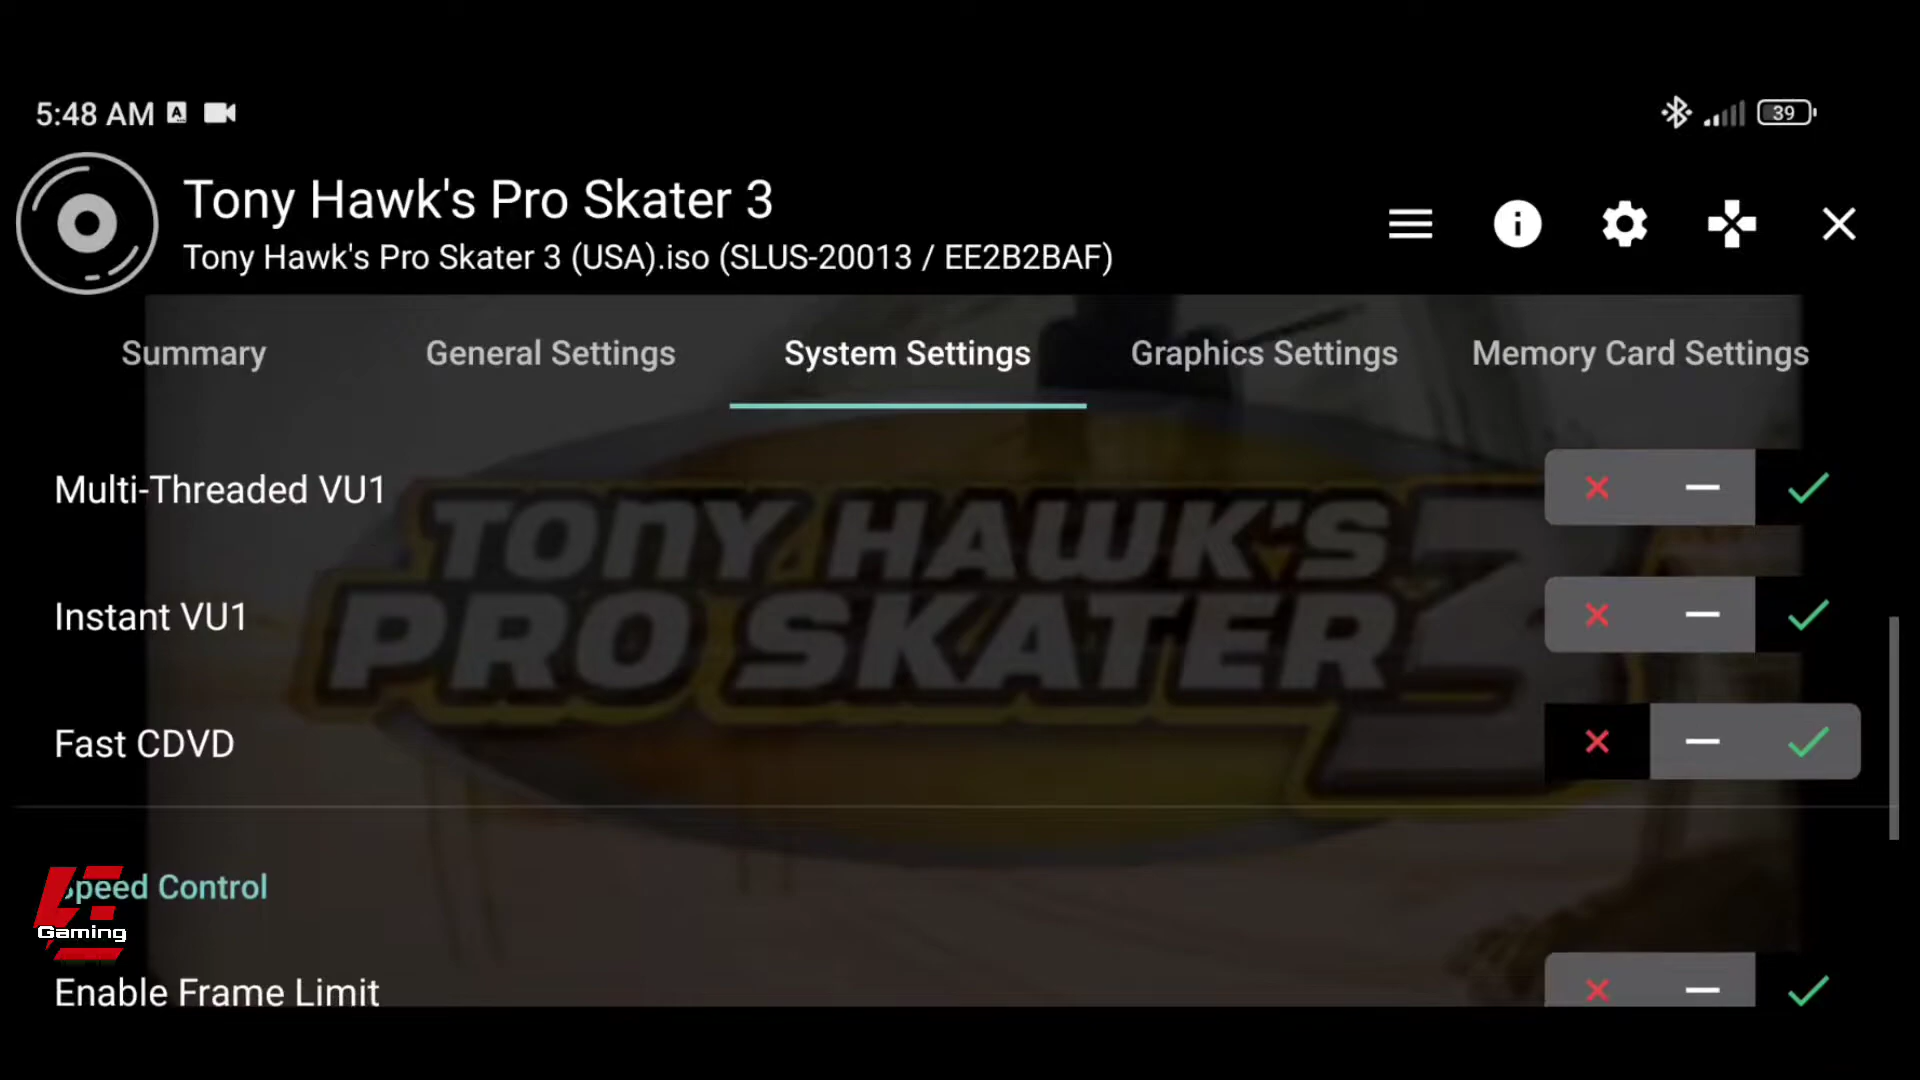 5:48 AM
39
Tony Hawk's Pro Skater 3
Tony Hawk's Pro Skater 3 (USA).iso (SLUS-20013 / EE2B2BAF)
Summary
General Settings
System Settings
Graphics Settings
Memory Card Settings
Multi-Threaded VU1
Instant VU1
Fast CDVD
TONY HAWK'S
PRO SKATER 3
Speed Control
Gaming
Enable Frame Limit